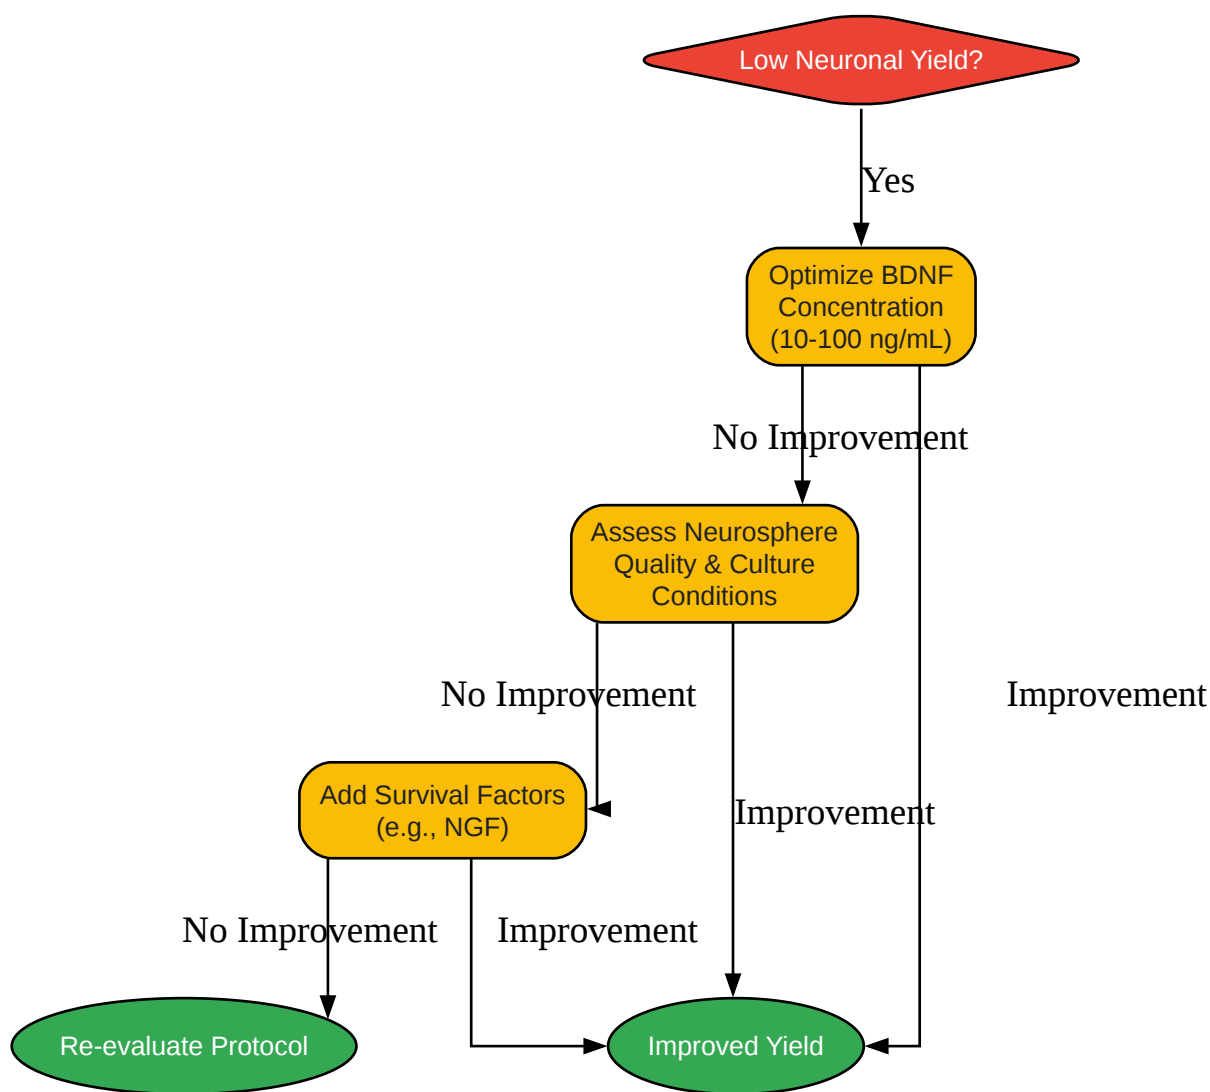 Low Neuronal Yield?
Yes
Optimize BDNF
Concentration
(10-100 ng/mL)
No Improvement
Assess Neurosphere
Quality & Culture
Conditions
No Improvement
Improvement
Add Survival Factors
(e.g., NGF)
Improvement
No Improvement
Improvement
Re-evaluate Protocol
Improved Yield